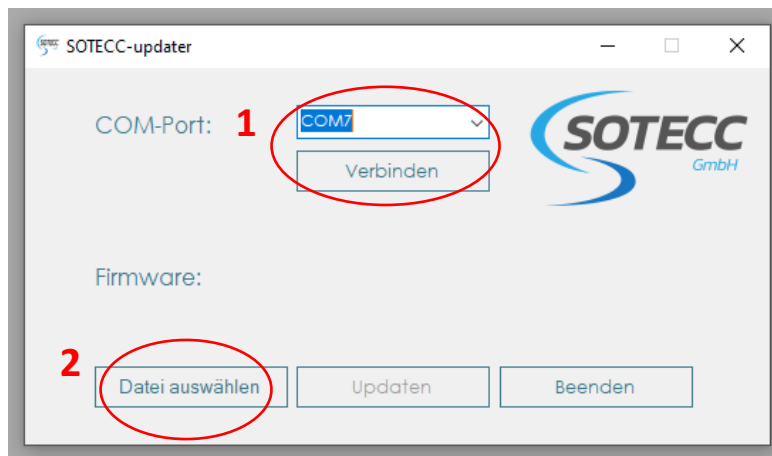 SOTECC-updater
COM-Port: 1 COM7
Verbinden
SOTECC
GmbH
Firmware:
2
Datei auswählen Updaten Beenden